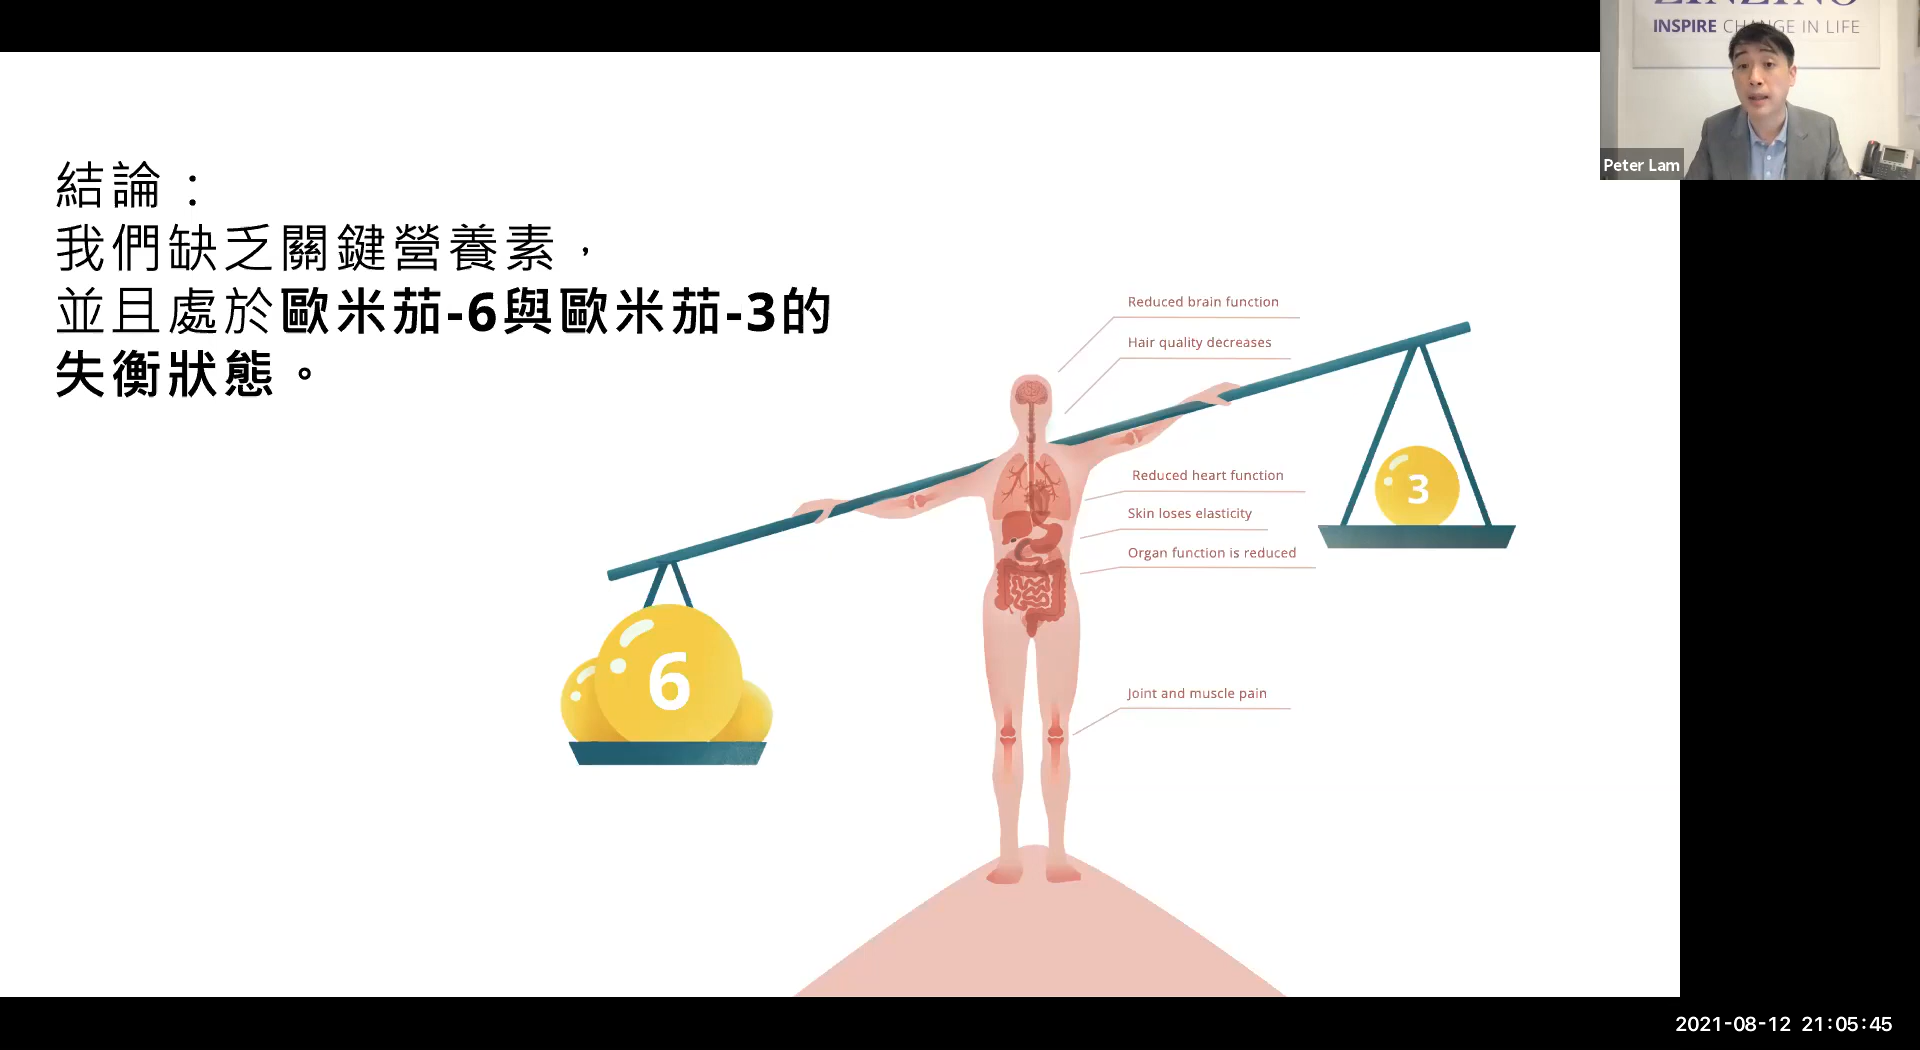 ZINZINO
INSPIRE CHANGE IN LIFE
Peter Lam
結論：
我們缺乏關鍵營養素，
並且處於歐米茄-6與歐米茄-3的
失衡狀態。
Reduced brain function
Hair quality decreases
Reduced heart function
Skin loses elasticity
Organ function is reduced
Joint and muscle pain
3
6
2021-08-12 21:05:45